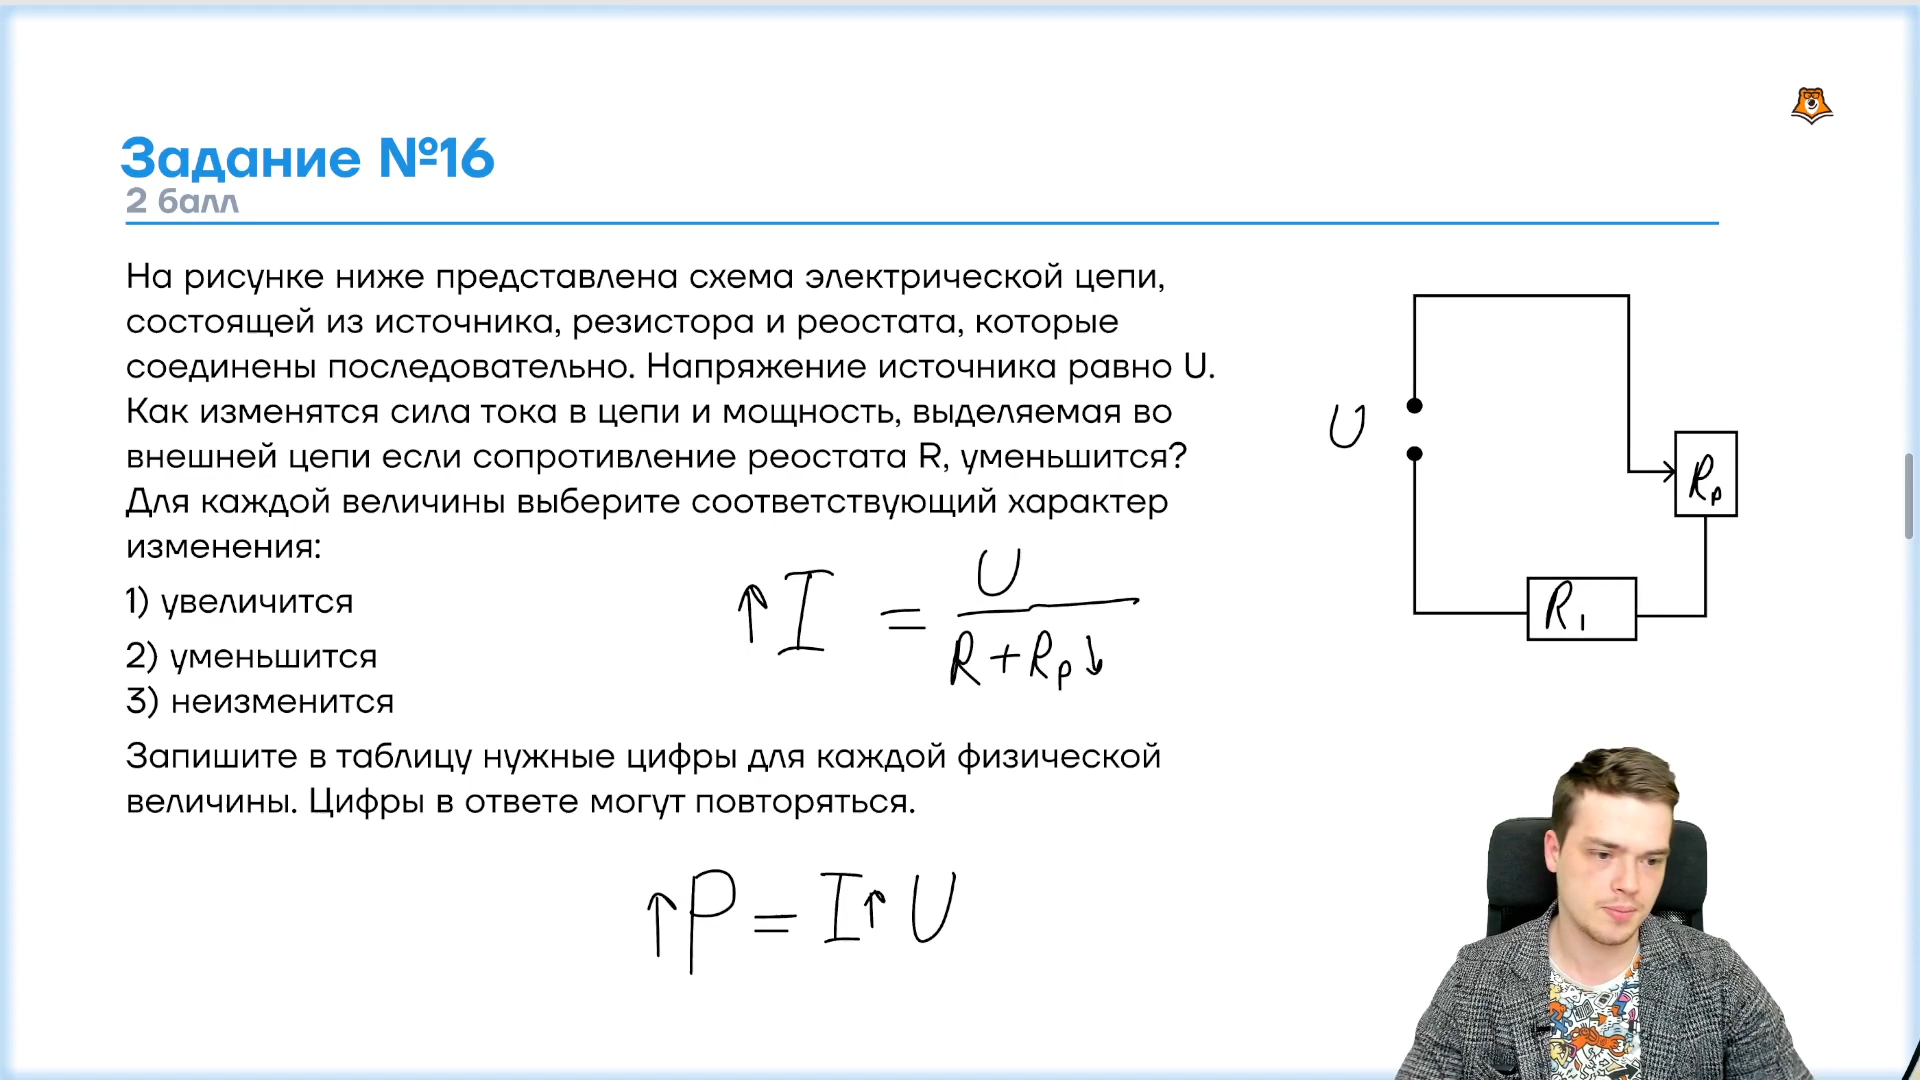 Задание №16
2 балл
На рисунке ниже представлена схема электрической цепи,
состоящей из источника, резистора и реостата, которые
соединены последовательно. Напряжение источника равно U.
Как изменятся сила тока в цепи и мощность, выделяемая во
внешней цепи если сопротивление реостата R, уменьшится?
Для каждой величины выберите соответствующий характер
изменения:
1) увеличится
2) уменьшится
3) неизменится
Запишите в таблицу нужные цифры для каждой физической
величины. Цифры в ответе могут повторяться.
↑I = U / (R + Rр↓)
↑P = I↑ U
U
Rр
R1